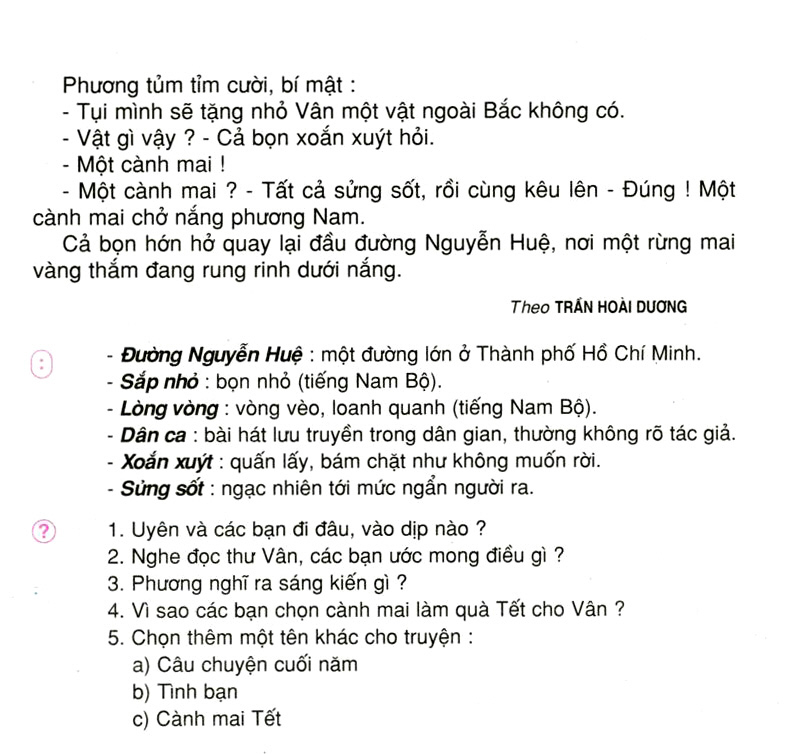 Phương tủm tỉm cười, bí mật :
- Tụi mình sẽ tặng nhỏ Vân một vật ngoài Bắc không có.
- Vật gì vậy ? - Cả bọn xoắn xuýt hỏi.
- Một cành mai !
- Một cành mai ? - Tất cả sửng sốt, rồi cùng kêu lên - Đúng ! Một
cành mai chở nắng phương Nam.
Cả bọn hớn hở quay lại đầu đường Nguyễn Huệ, nơi một rừng mai
vàng thắm đang rung rinh dưới nắng.
Theo TRẦN HOÀI DƯƠNG
:
- Đường Nguyễn Huệ : một đường lớn ở Thành phố Hồ Chí Minh.
- Sắp nhỏ : bọn nhỏ (tiếng Nam Bộ).
- Lòng vòng : vòng vèo, loanh quanh (tiếng Nam Bộ).
- Dân ca : bài hát lưu truyền trong dân gian, thường không rõ tác giả.
- Xoắn xuýt : quấn lấy, bám chặt như không muốn rời.
- Sửng sốt : ngạc nhiên tới mức ngẩn người ra.
?
1. Uyên và các bạn đi đâu, vào dịp nào ?
2. Nghe đọc thư Vân, các bạn ước mong điều gì ?
3. Phương nghĩ ra sáng kiến gì ?
4. Vì sao các bạn chọn cành mai làm quà Tết cho Vân ?
5. Chọn thêm một tên khác cho truyện :
a) Câu chuyện cuối năm
b) Tình bạn
c) Cành mai Tết